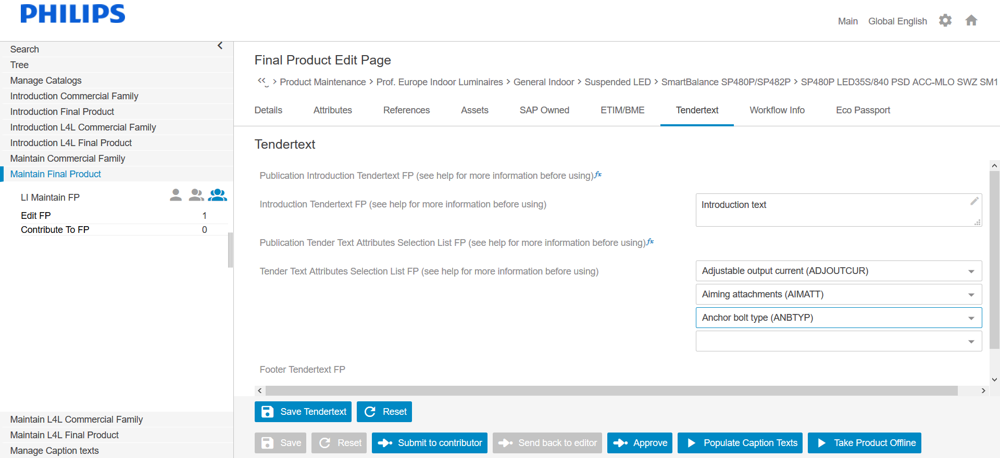 PHILIPS
Main Global English
Search
Tree
Manage Catalogs
Introduction Commercial Family
Introduction Final Product
Introduction L4L Commercial Family
Introduction L4L Final Product
Maintain Commercial Family
Maintain Final Product
LI Maintain FP
Edit FP 1
Contribute To FP 0
Maintain L4L Commercial Family
Maintain L4L Final Product
Manage Caption texts
Final Product Edit Page
> Product Maintenance > Prof. Europe Indoor Luminaires > General Indoor > Suspended LED > SmartBalance SP480P/SP482P > SP480P LED35S/840 PSD ACC-MLO SWZ SM1
Details Attributes References Assets SAP Owned ETIM/BME Tendertext Workflow Info Eco Passport
Tendertext
Publication Introduction Tendertext FP (see help for more information before using) fx
Introduction Tendertext FP (see help for more information before using) Introduction text
Publication Tender Text Attributes Selection List FP (see help for more information before using) fx
Tender Text Attributes Selection List FP (see help for more information before using) Adjustable output current (ADJOUTCUR)
Aiming attachments (AIMATT)
Anchor bolt type (ANBTYP)
Footer Tendertext FP
Save Tendertext Reset
Save Reset Submit to contributor Send back to editor Approve Populate Caption Texts Take Product Offline